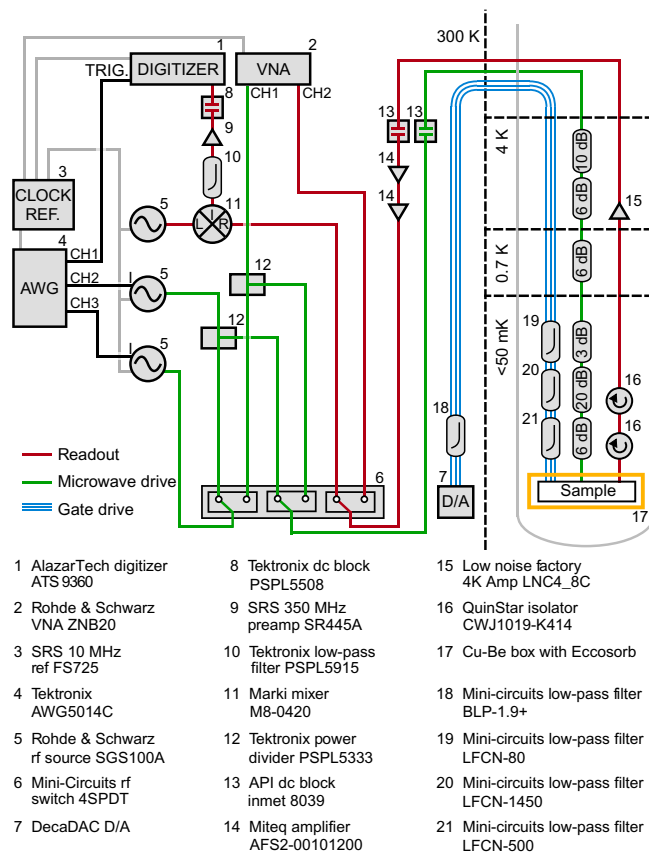 1
2
TRIG.
DIGITIZER
VNA
CH1
CH2
8
9
10
3
CLOCK
REF.
5
L
I
R
11
4
AWG
CH1
CH2
CH3
I
5
I
5
12
12
13
13
14
14
300 K
4 K
0.7 K
<50 mK
10 dB
6 dB
6 dB
3 dB
20 dB
6 dB
15
16
16
19
20
21
18
7
D/A
Sample
17
6
Readout
Microwave drive
Gate drive
1 AlazarTech digitizer
ATS 9360
2 Rohde & Schwarz
VNA ZNB20
3 SRS 10 MHz
ref FS725
4 Tektronix
AWG5014C
5 Rohde & Schwarz
rf source SGS100A
6 Mini-Circuits rf
switch 4SPDT
7 DecaDAC D/A
8 Tektronix dc block
PSPL5508
9 SRS 350 MHz
preamp SR445A
10 Tektronix low-pass
filter PSPL5915
11 Marki mixer
M8-0420
12 Tektronix power
divider PSPL5333
13 API dc block
inmet 8039
14 Miteq amplifier
AFS2-00101200
15 Low noise factory
4K Amp LNC4_8C
16 QuinStar isolator
CWJ1019-K414
17 Cu-Be box with Eccosorb
18 Mini-circuits low-pass filter
BLP-1.9+
19 Mini-circuits low-pass filter
LFCN-80
20 Mini-circuits low-pass filter
LFCN-1450
21 Mini-circuits low-pass filter
LFCN-500